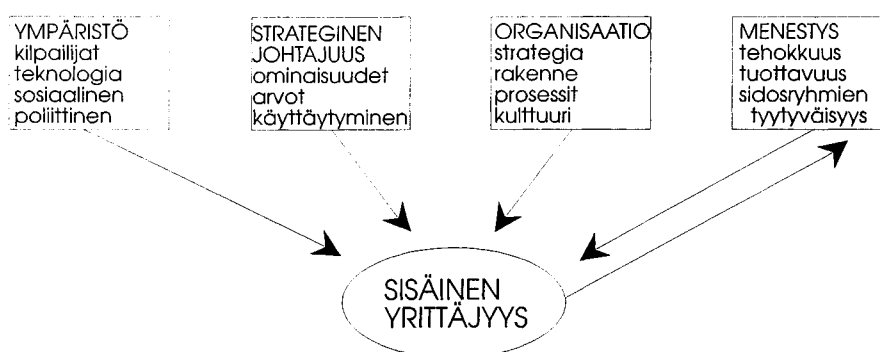 YMPÄRISTÖ
kilpailijat
teknologia
sosiaalinen
poliittinen
STRATEGINEN
JOHTAJUUS
ominaisuudet
arvot
käyttäytyminen
ORGANISAATIO
strategia
rakenne
prosessit
kulttuuri
MENESTYS
tehokkuus
tuottavuus
sidosryhmien
tyytyväisyys
SISÄINEN
YRITTÄJYYS